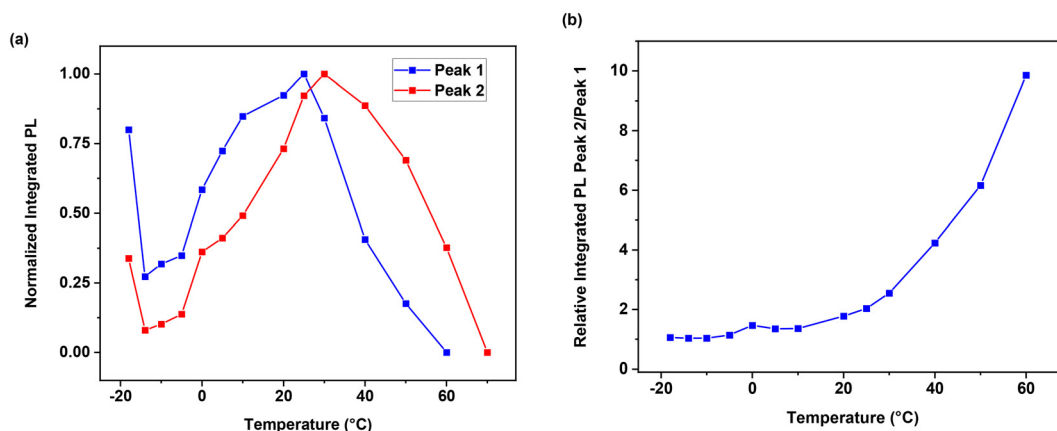 (a)
1.00
0.75
0.50
0.25
0.00
Normalized Integrated PL
Peak 1
Peak 2
-20
0
20
40
60
Temperature (°C)
(b)
10
8
6
4
2
0
Relative Integrated PL Peak 2/Peak 1
-20
0
20
40
60
Temperature (°C)